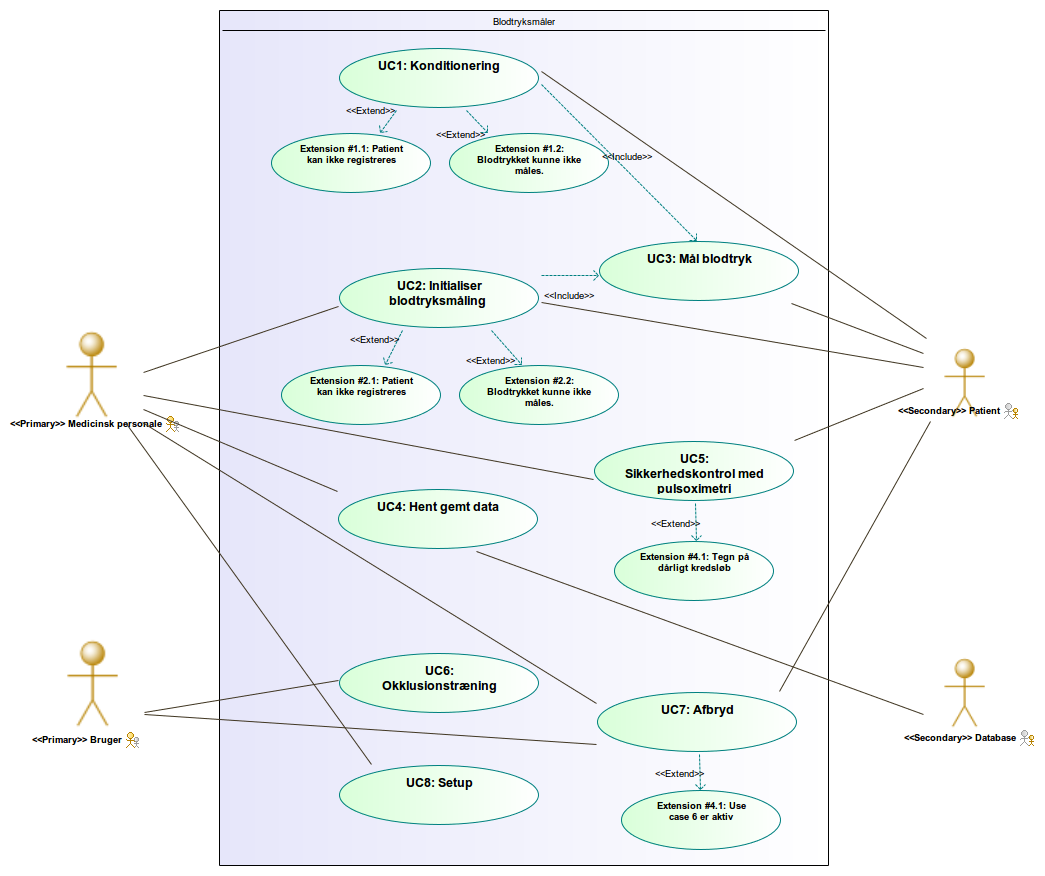 Blodtryksmåler
UC1: Konditionering
<<Extend>>
<<Extend>>
Extension #1.1: Patient
kan ikke registreres
Extension #1.2:
Blodtrykket kunne ikke
måles.
<<Include>>
UC3: Mål blodtryk
UC2: Initialiser
blodtryksmåling
<<Include>>
<<Extend>>
<<Extend>>
Extension #2.1: Patient
kan ikke registreres
Extension #2.2:
Blodtrykket kunne ikke
måles.
<<Primary>> Medicinsk personale
<<Secondary>> Patient
UC5:
Sikkerhedskontrol med
pulsoximetri
UC4: Hent gemt data
<<Extend>>
Extension #4.1: Tegn på
dårligt kredsløb
UC6:
Okklusionstræning
UC7: Afbryd
<<Primary>> Bruger
<<Secondary>> Database
<<Extend>>
UC8: Setup
Extension #4.1: Use
case 6 er aktiv